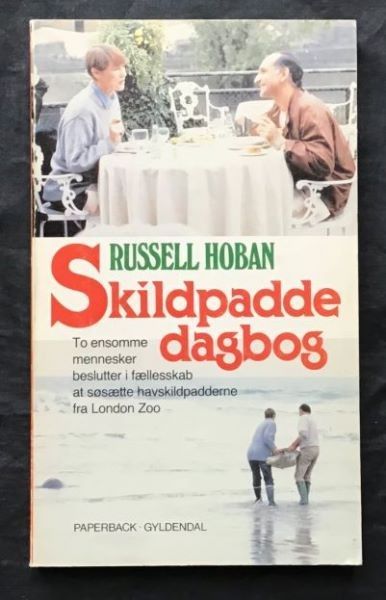 RUSSELL HOBAN
Skildpadde
dagbog
To ensomme
mennesker
beslutter i fællesskab
at søsætte havskildpadderne
fra London Zoo
PAPERBACK · GYLDENDAL